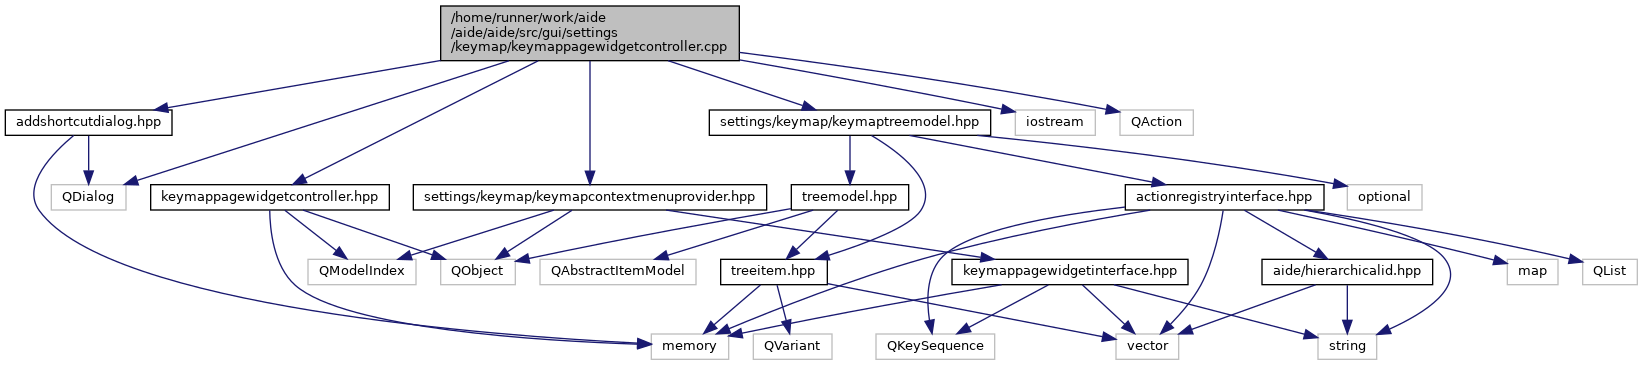 /home/runner/work/aide
/aide/aide/src/gui/settings
/keymap/keymappagewidgetcontroller.cpp
addshortcutdialog.hpp
settings/keymap/keymaptreemodel.hpp
iostream
QAction
QDialog
keymappagewidgetcontroller.hpp
settings/keymap/keymapcontextmenuprovider.hpp
treemodel.hpp
actionregistryinterface.hpp
optional
QModelIndex
QObject
QAbstractItemModel
treeitem.hpp
keymappagewidgetinterface.hpp
aide/hierarchicalid.hpp
map
QList
memory
QVariant
QKeySequence
vector
string